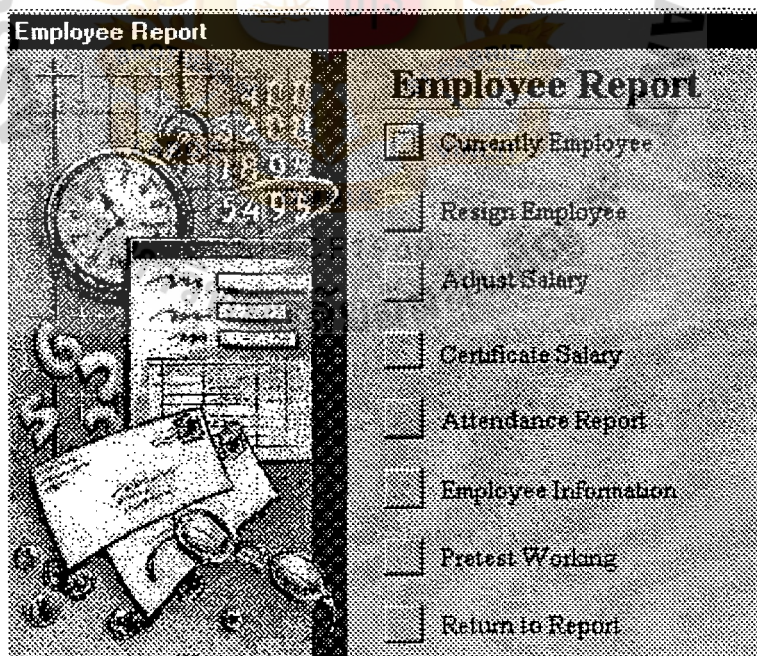 Employee Report
Employee Report
Currently Employee
Resign Employee
Adjust Salary
Certificate Salary
Attendance Report
Employee Information
Pretest Working
Return to Report
5495